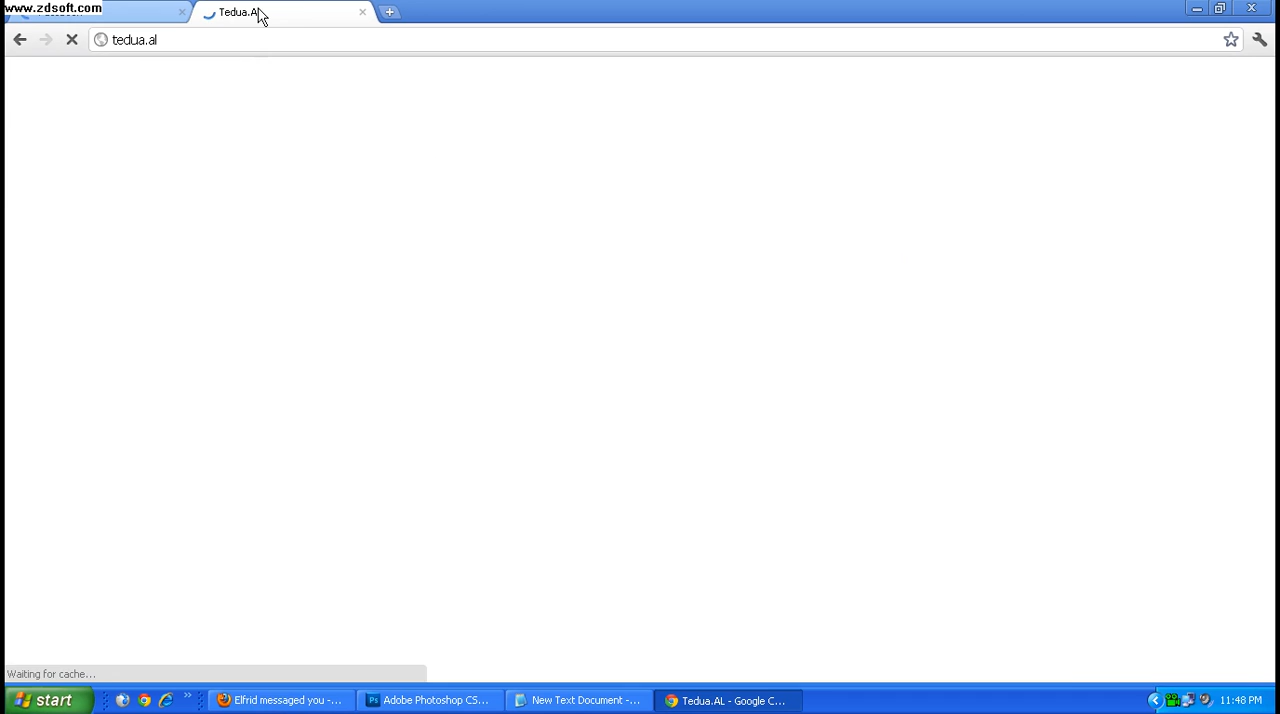 www.zdsoft.com
Tedua.AL
tedua.al
Waiting for cache...
start
Elfrid messaged you -...
Adobe Photoshop CS...
New Text Document -...
Tedua.AL - Google C...
11:48 PM